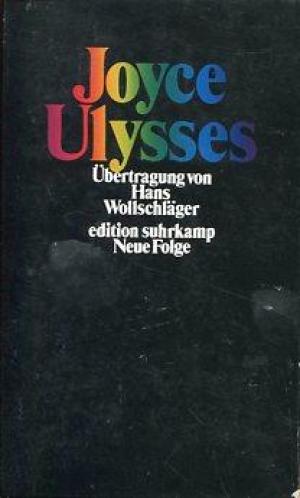 Joyce
Ulysses
Übertragung von
Hans
Wollschläger
edition suhrkamp
Neue Folge